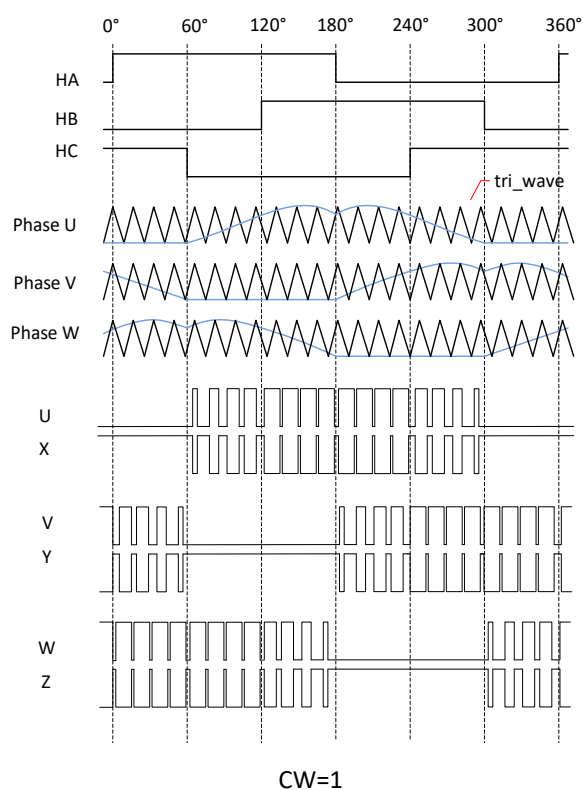 0° 60° 120° 180° 240° 300° 360°
HA
HB
HC
tri_wave
Phase U
Phase V
Phase W
U
X
V
Y
W
Z
CW=1